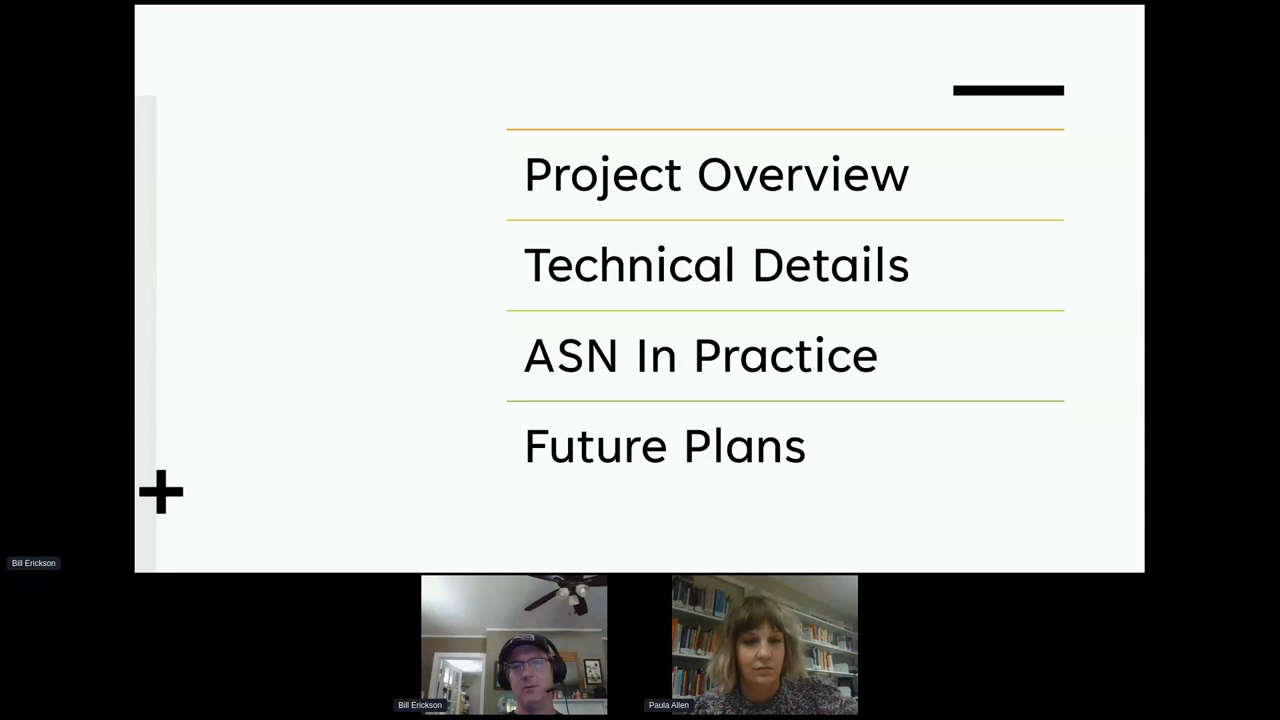 Project Overview
Technical Details
ASN In Practice
Future Plans
Bill Erickson
Bill Erickson
Paula Allen